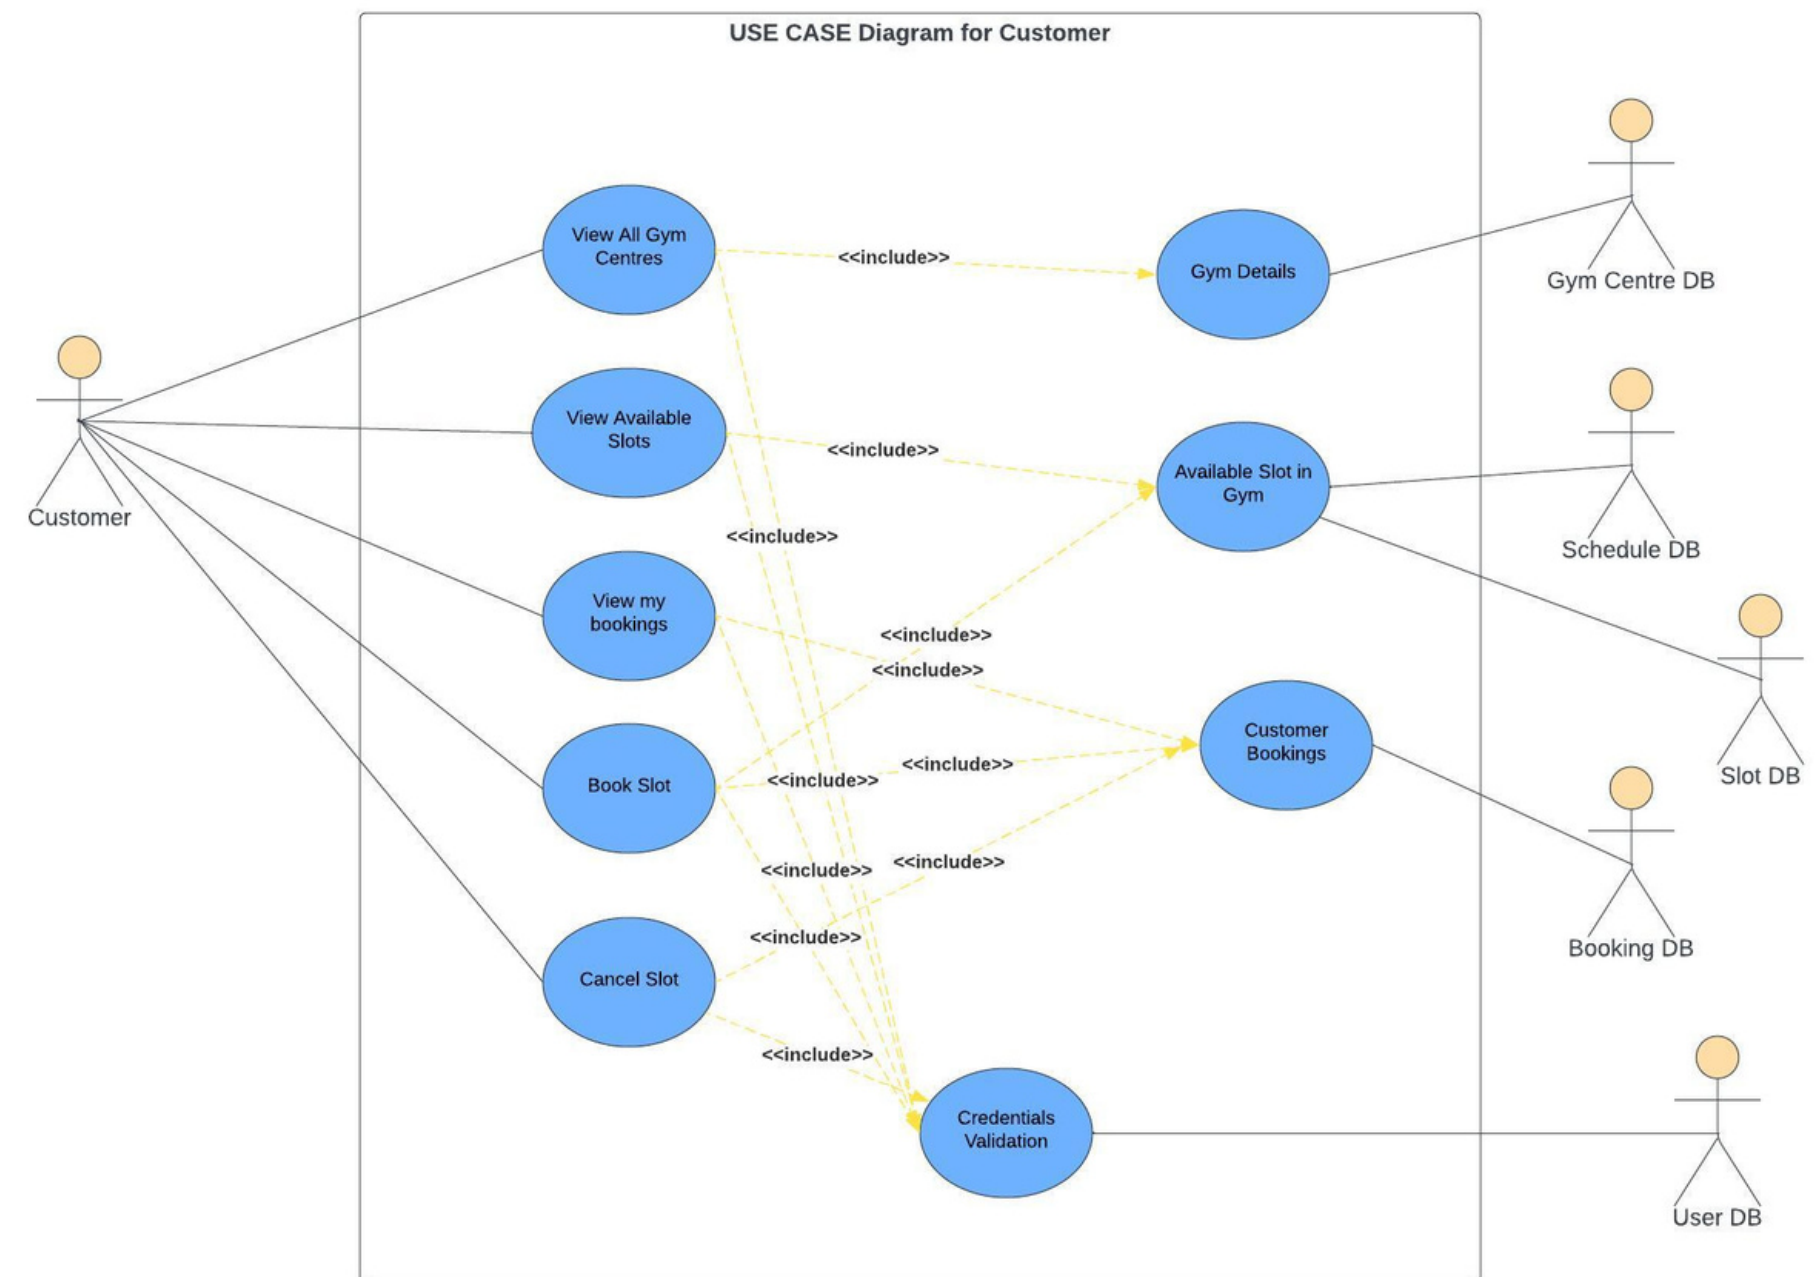 USE CASE Diagram for Customer
View All Gym
Centres
<<include>>
Gym Details
Gym Centre DB
Customer
View Available
Slots
<<include>>
Available Slot in
Gym
Schedule DB
<<include>>
View my
bookings
<<include>>
<<include>>
Customer
Bookings
Slot DB
Book Slot
<<include>>
<<include>>
<<include>>
<<include>>
Booking DB
<<include>>
Cancel Slot
<<include>>
Credentials
Validation
User DB